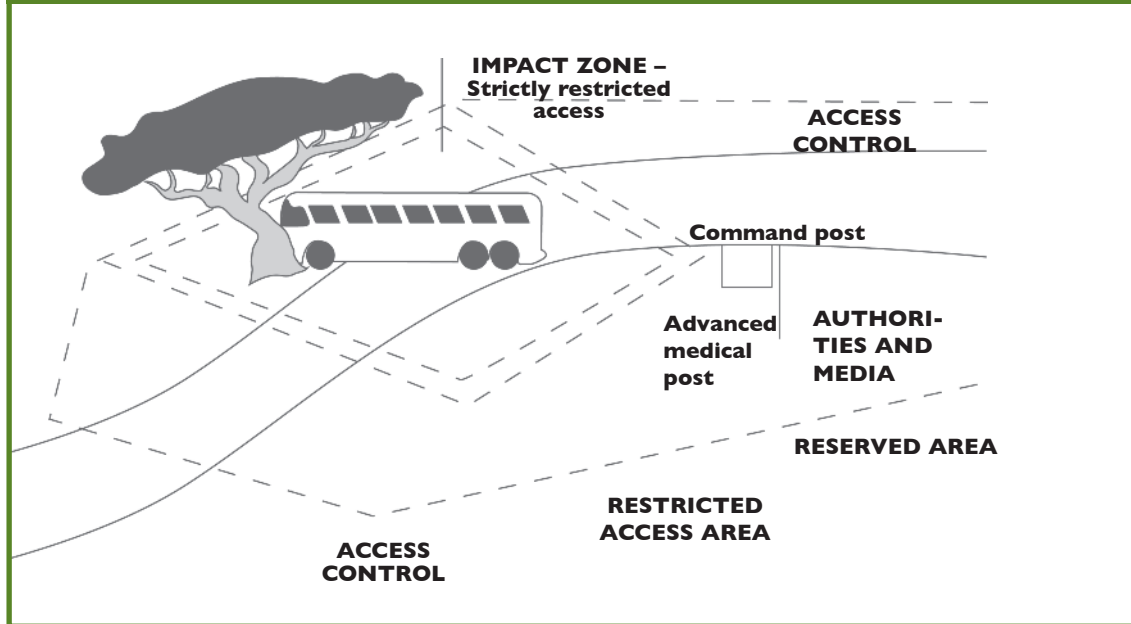 IMPACT ZONE –
Strictly restricted
access
ACCESS
CONTROL
Command post
Advanced
medical
post
AUTHORI-
TIES AND
MEDIA
RESERVED AREA
RESTRICTED
ACCESS AREA
ACCESS
CONTROL